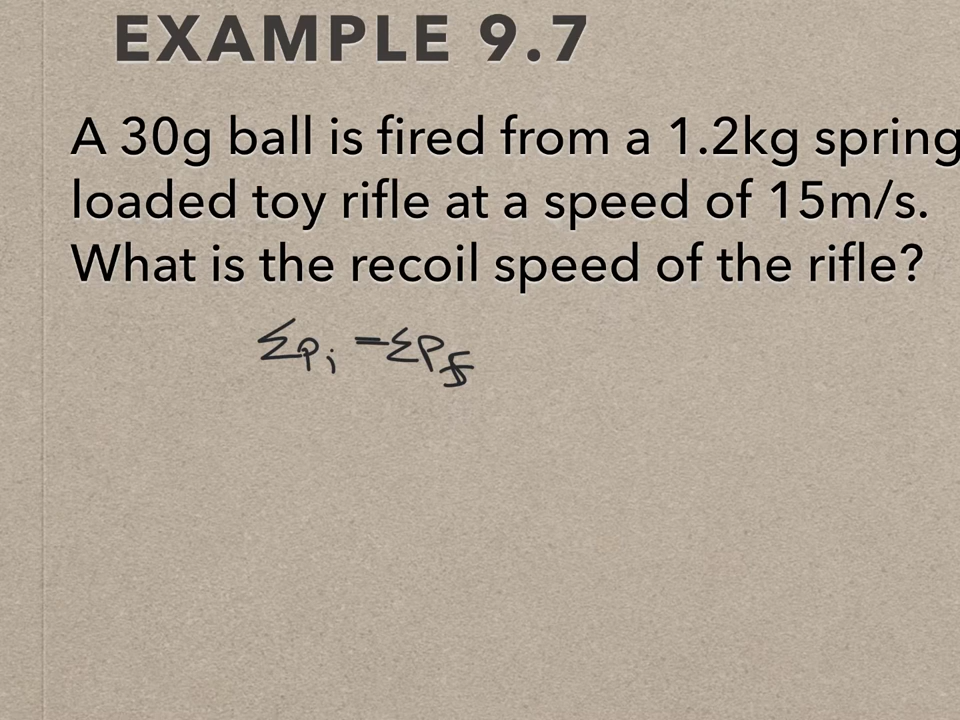 EXAMPLE 9.7
A 30g ball is fired from a 1.2kg spring
loaded toy rifle at a speed of 15m/s.
What is the recoil speed of the rifle?
Σpᵢ = Σp_f